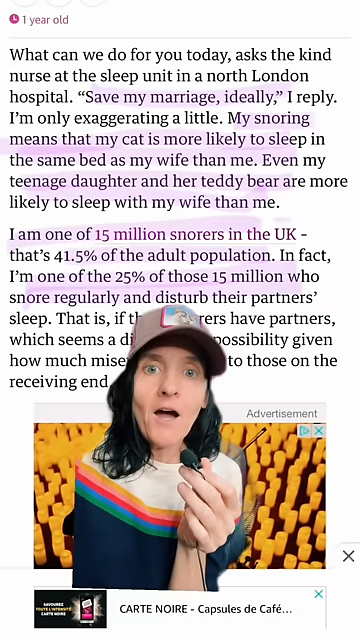 1 year old
What can we do for you today, asks the kind
nurse at the sleep unit in a north London
hospital. “Save my marriage, ideally,” I reply.
I’m only exaggerating a little. My snoring
means that my cat is more likely to sleep in
the same bed as my wife than me. Even my
teenage daughter and her teddy bear are more
likely to sleep with my wife than me.
I am one of 15 million snorers in the UK –
that’s 41.5% of the adult population. In fact,
I’m one of the 25% of those 15 million who
snore regularly and disturb their partners’
sleep. That is, if have partners,
which seems a possibility given
how much to those on the
receiving end
Advertisement
SAVOUREZ
TOUTE L'INTENSITÉ
CARTE NOIRE
CARTE NOIRE - Capsules de Café...